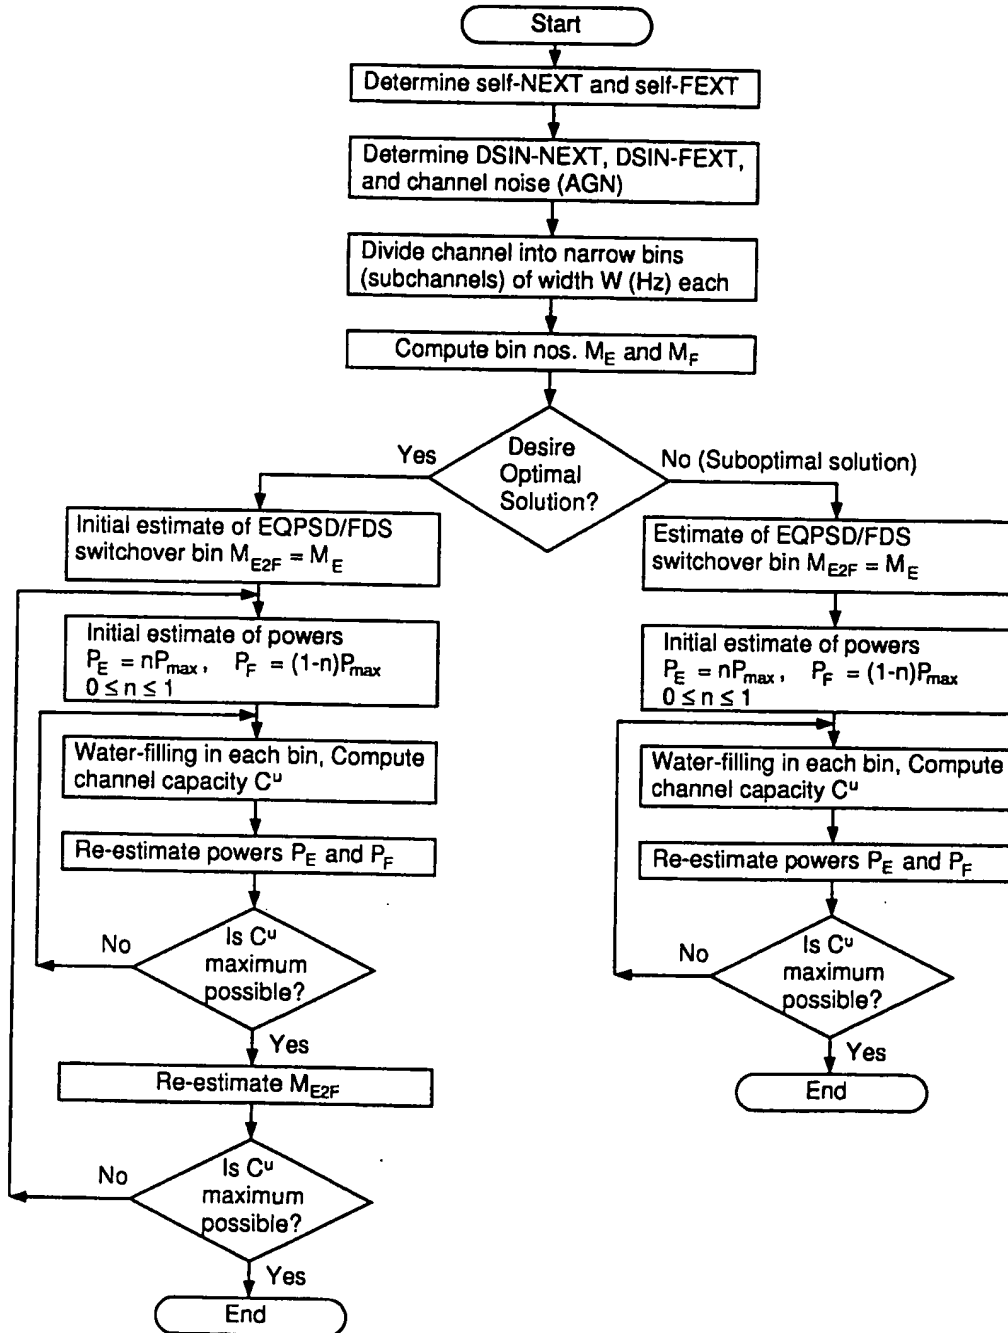 Start
Determine self-NEXT and self-FEXT
Determine DSIN-NEXT, DSIN-FEXT,
and channel noise (AGN)
Divide channel into narrow bins
(subchannels) of width W (Hz) each
Compute bin nos. M_E and M_F
Desire
Optimal
Solution?
Yes
No (Suboptimal solution)
Initial estimate of EQPSD/FDS
switchover bin M_E2F = M_E
Initial estimate of powers
P_E = nP_max, P_F = (1-n)P_max
0 ≤ n ≤ 1
Water-filling in each bin, Compute
channel capacity C^u
Re-estimate powers P_E and P_F
Is C^u
maximum
possible?
No
Yes
Re-estimate M_E2F
Is C^u
maximum
possible?
No
Yes
End
Estimate of EQPSD/FDS
switchover bin M_E2F = M_E
Initial estimate of powers
P_E = nP_max, P_F = (1-n)P_max
0 ≤ n ≤ 1
Water-filling in each bin, Compute
channel capacity C^u
Re-estimate powers P_E and P_F
Is C^u
maximum
possible?
No
Yes
End